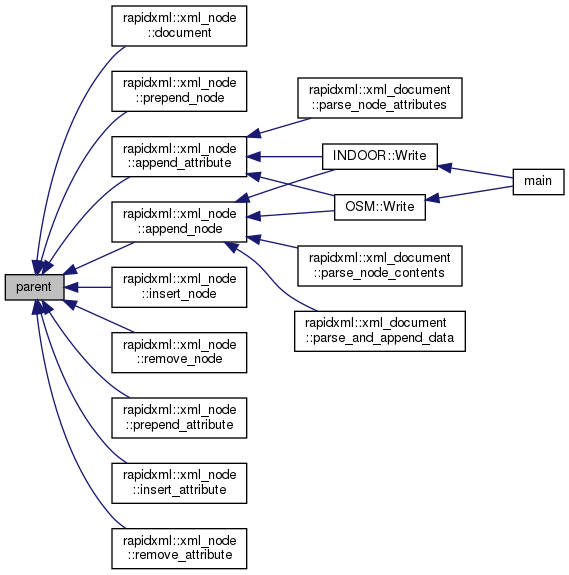 rapidxml::xml_node
::document
rapidxml::xml_node
::prepend_node
rapidxml::xml_document
::parse_node_attributes
rapidxml::xml_node
::append_attribute
INDOOR::Write
main
OSM::Write
rapidxml::xml_node
::append_node
rapidxml::xml_document
::parse_node_contents
parent
rapidxml::xml_node
::insert_node
rapidxml::xml_document
::parse_and_append_data
rapidxml::xml_node
::remove_node
rapidxml::xml_node
::prepend_attribute
rapidxml::xml_node
::insert_attribute
rapidxml::xml_node
::remove_attribute